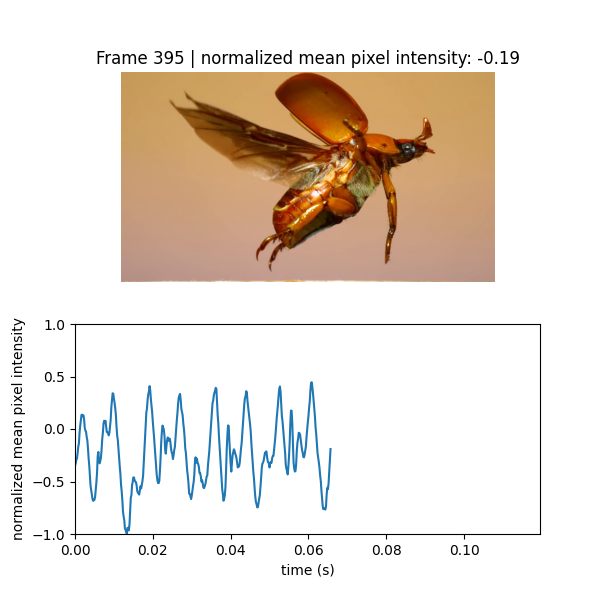 Frame 395 | normalized mean pixel intensity: -0.19
normalized mean pixel intensity
1.0
0.5
0.0
−0.5
−1.0
0.00 0.02 0.04 0.06 0.08 0.10
time (s)